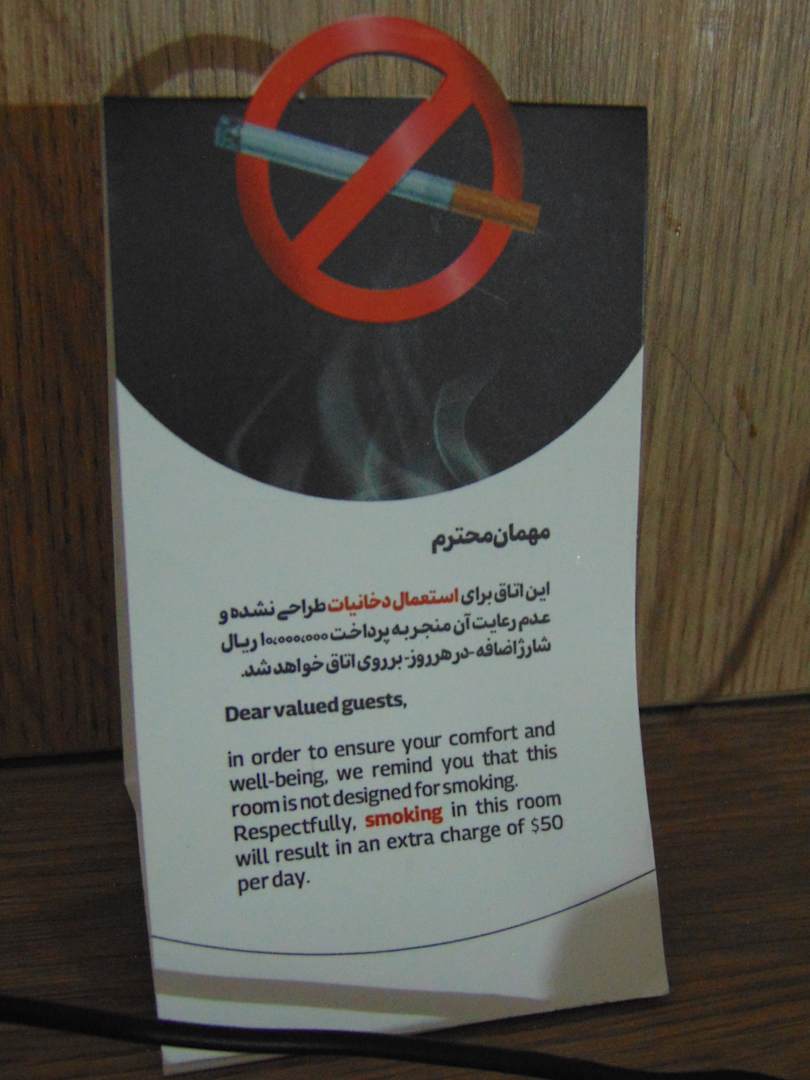 مهمان محترم
این اتاق برای استعمال دخانیات طراحی نشده و
عدم رعایت آن منجر به پرداخت ۱۰،۰۰۰،۰۰۰ ریال
شارژ اضافه -در هر روز- بر روی اتاق خواهد شد.
Dear valued guests,
in order to ensure your comfort and
well-being, we remind you that this
room is not designed for smoking.
Respectfully, smoking in this room
will result in an extra charge of $50
per day.